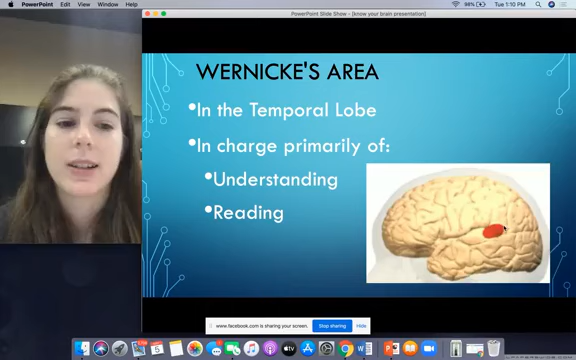 PowerPoint Edit View Window Help 98% Tue 1:10 PM
PowerPoint Slide Show - [know your brain presentation]
WERNICKE'S AREA
•In the Temporal Lobe
•In charge primarily of:
•Understanding
•Reading
www.facebook.com is sharing your screen. Stop sharing Hide